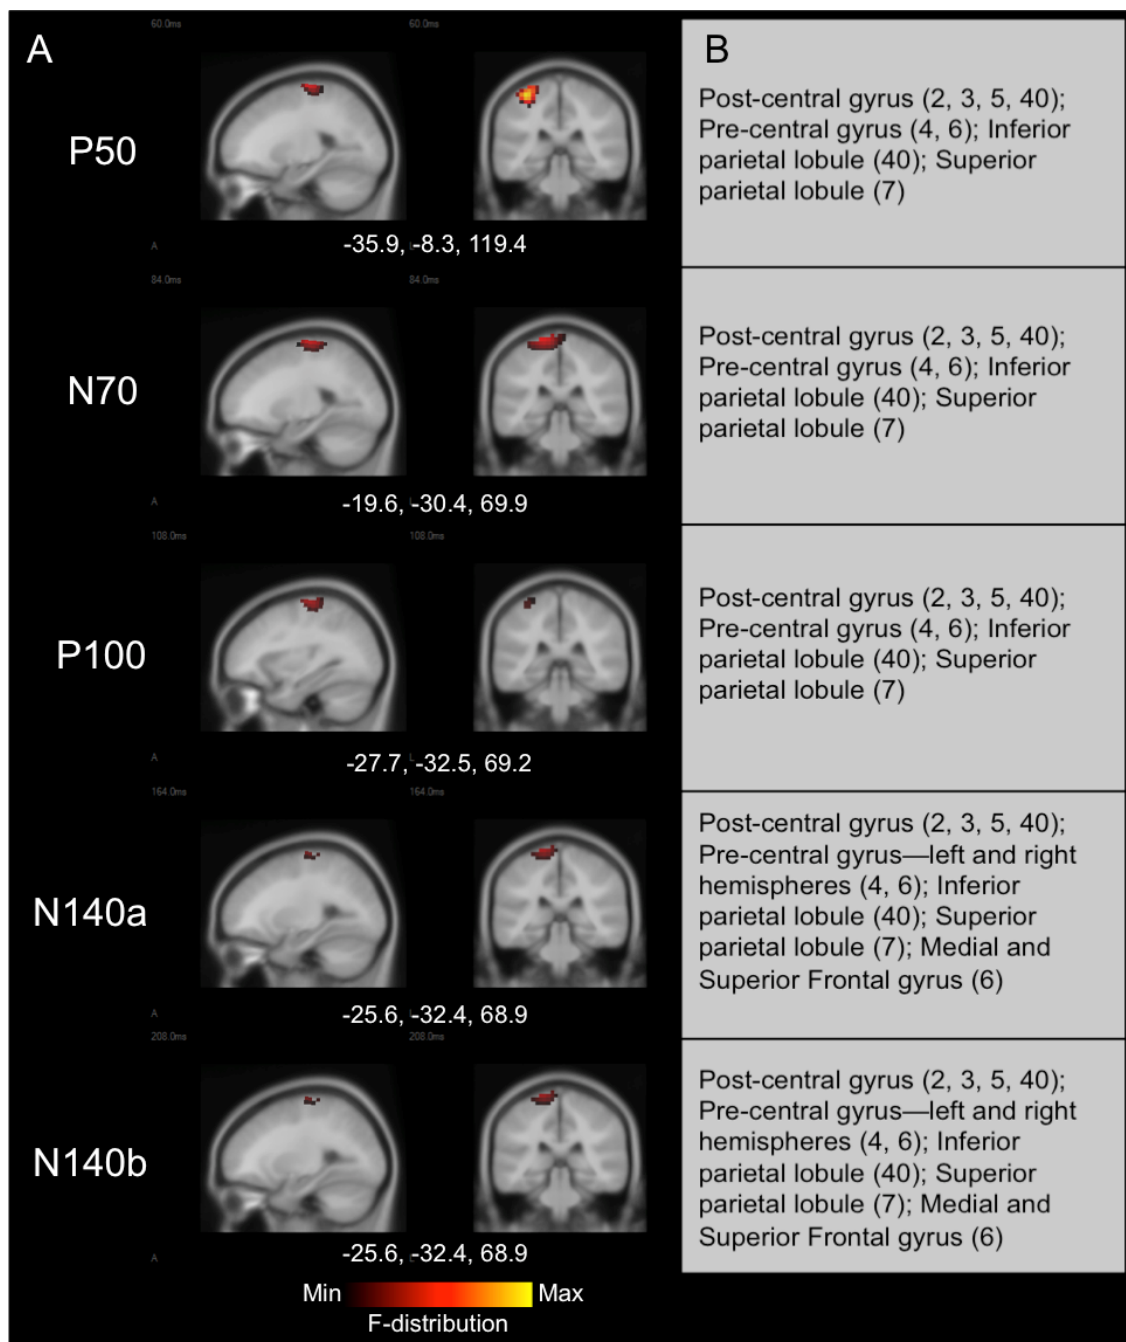 60.0ms
60.0ms
A
B
P50
Post-central gyrus (2, 3, 5, 40);
Pre-central gyrus (4, 6); Inferior
parietal lobule (40); Superior
parietal lobule (7)
A
L
-35.9, -8.3, 119.4
84.0ms
84.0ms
N70
Post-central gyrus (2, 3, 5, 40);
Pre-central gyrus (4, 6); Inferior
parietal lobule (40); Superior
parietal lobule (7)
A
L
-19.6, -30.4, 69.9
108.0ms
108.0ms
P100
Post-central gyrus (2, 3, 5, 40);
Pre-central gyrus (4, 6); Inferior
parietal lobule (40); Superior
parietal lobule (7)
A
L
-27.7, -32.5, 69.2
164.0ms
164.0ms
N140a
Post-central gyrus (2, 3, 5, 40);
Pre-central gyrus—left and right
hemispheres (4, 6); Inferior
parietal lobule (40); Superior
parietal lobule (7); Medial and
Superior Frontal gyrus (6)
A
L
-25.6, -32.4, 68.9
208.0ms
208.0ms
N140b
Post-central gyrus (2, 3, 5, 40);
Pre-central gyrus—left and right
hemispheres (4, 6); Inferior
parietal lobule (40); Superior
parietal lobule (7); Medial and
Superior Frontal gyrus (6)
A
L
-25.6, -32.4, 68.9
Min
Max
F-distribution